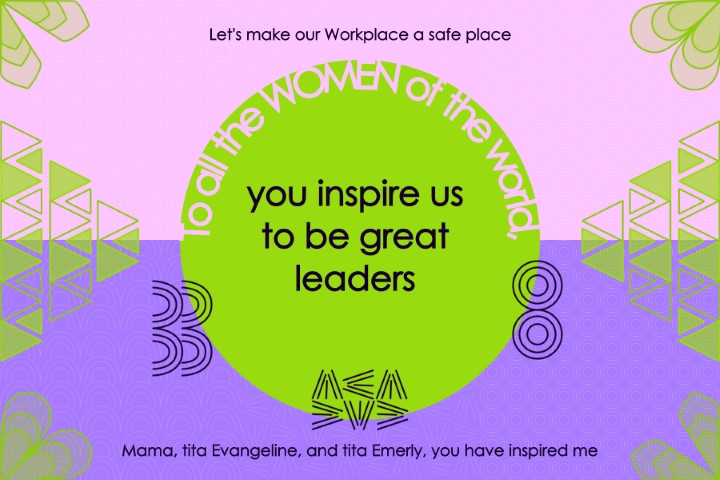 Let's make our Workplace a safe place
To all the WOMEN of the world,
you inspire us
to be great
leaders
Mama, tita Evangeline, and tita Emerly, you have inspired me